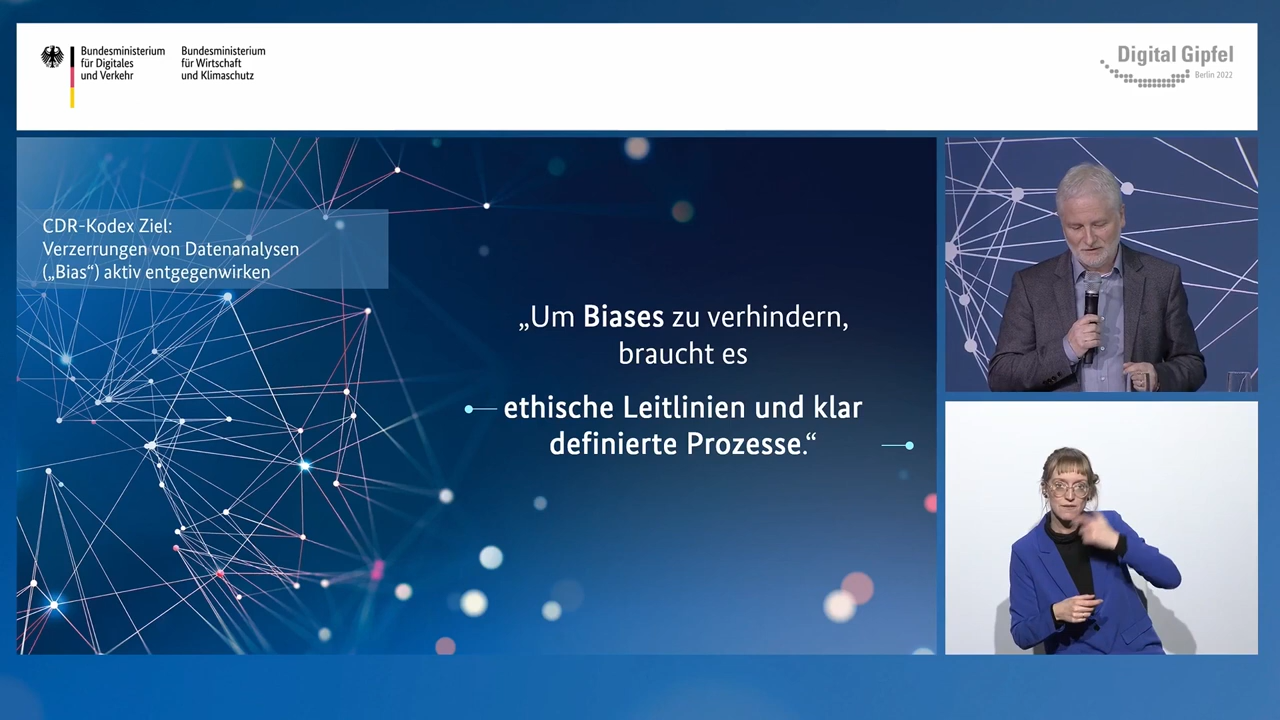 Bundesministerium
für Digitales
und Verkehr
Bundesministerium
für Wirtschaft
und Klimaschutz
Digital Gipfel
Berlin 2022
CDR-Kodex Ziel:
Verzerrungen von Datenanalysen
(„Bias“) aktiv entgegenwirken
„Um Biases zu verhindern,
braucht es
ethische Leitlinien und klar
definierte Prozesse.“